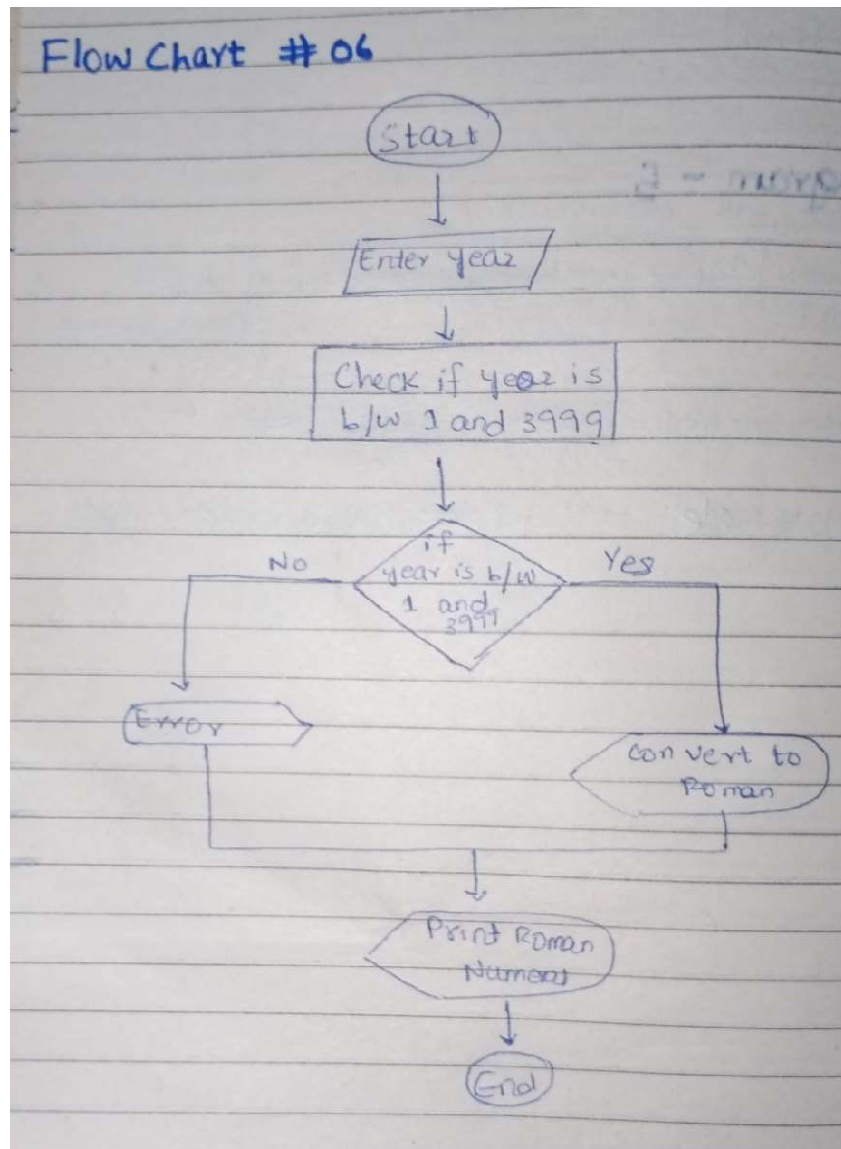 Flow Chart # 06
Start
Enter year
Check if year is
b/w 1 and 3999
if
year is b/w
1 and
3999
No
Yes
Error
Convert to
Roman
Print Roman
End